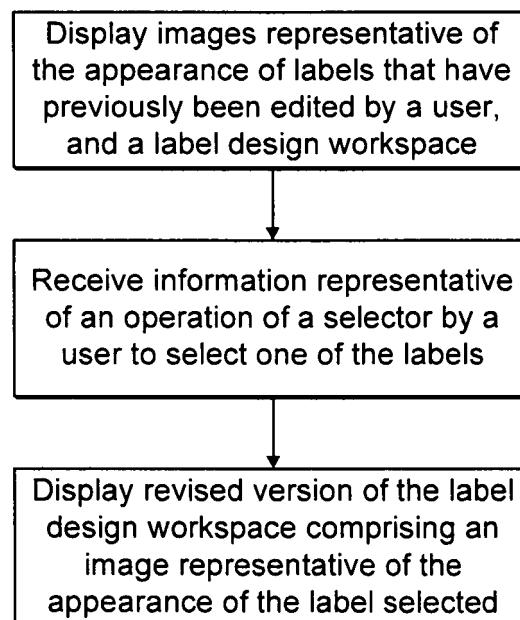 Display images representative of
the appearance of labels that have
previously been edited by a user,
and a label design workspace
Receive information representative
of an operation of a selector by a
user to select one of the labels
Display revised version of the label
design workspace comprising an
image representative of the
appearance of the label selected